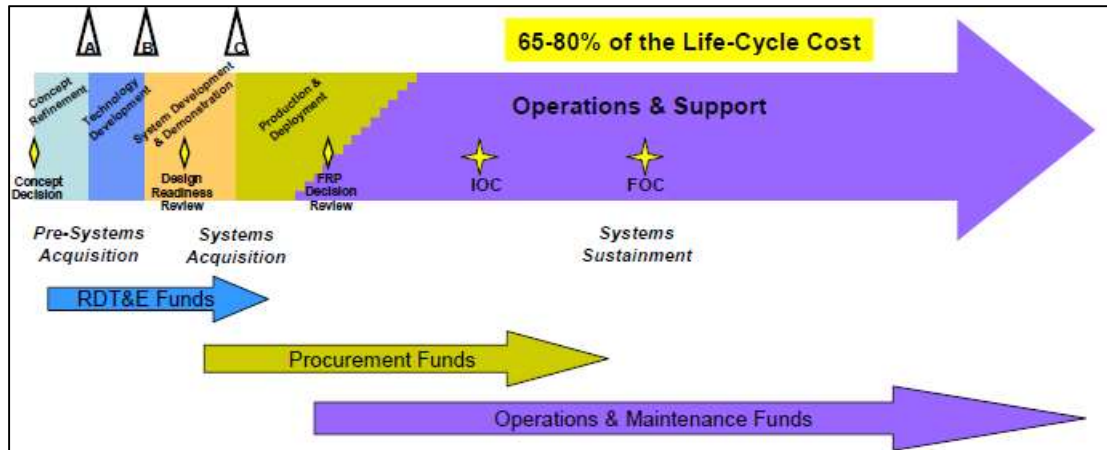 A
B
C
65-80% of the Life-Cycle Cost
Concept
Refinement
Technology
Development
System Development
& Demonstration
Production &
Deployment
Operations & Support
Concept
Decision
Design
Readiness
Review
FRP
Decision
Review
IOC
FOC
Pre-Systems
Acquisition
Systems
Acquisition
Systems
Sustainment
RDT&E Funds
Procurement Funds
Operations & Maintenance Funds